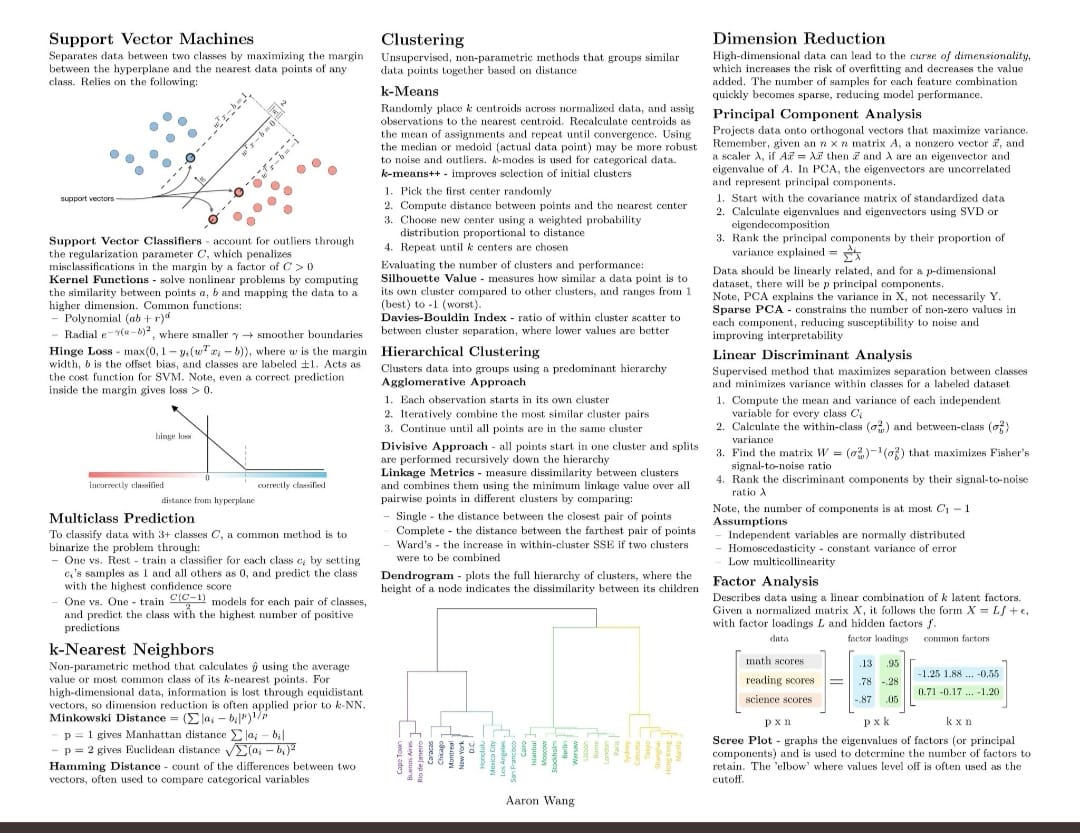 Support Vector Machines
Separates data between two classes by maximizing the margin
between the hyperplane and the nearest data points of any
class. Relies on the following:
support vectors
Support Vector Classifiers - account for outliers through
the regularization parameter C, which penalizes
misclassifications in the margin by a factor of C > 0
Kernel Functions - solve nonlinear problems by computing
the similarity between points a, b and mapping the data to a
higher dimension. Common functions:
– Polynomial (ab + r)^d
– Radial e^{−γ(a−b)^2}, where smaller γ → smoother boundaries
Hinge Loss - max(0, 1 − y_i(w^T x_i − b)), where w is the margin
width, b is the offset bias, and classes are labeled ±1. Acts as
the cost function for SVM. Note, even a correct prediction
inside the margin gives loss > 0.
hinge loss
0
incorrectly classified
correctly classified
distance from hyperplane
Multiclass Prediction
To classify data with 3+ classes C, a common method is to
binarize the problem through:
– One vs. Rest - train a classifier for each class c_i by setting
c_i's samples as 1 and all others as 0, and predict the class
with the highest confidence score
– One vs. One - train C(C−1)/2 models for each pair of classes,
and predict the class with the highest number of positive
predictions
k-Nearest Neighbors
Non-parametric method that calculates ŷ using the average
value or most common class of its k-nearest points. For
high-dimensional data, information is lost through equidistant
vectors, so dimension reduction is often applied prior to k-NN.
Minkowski Distance = (∑|a_i − b_i|^p)^{1/p}
– p = 1 gives Manhattan distance ∑|a_i − b_i|
– p = 2 gives Euclidean distance √∑(a_i − b_i)^2
Hamming Distance - count of the differences between two
vectors, often used to compare categorical variables
Clustering
Unsupervised, non-parametric methods that groups similar
data points together based on distance
k-Means
Randomly place k centroids across normalized data, and assig
observations to the nearest centroid. Recalculate centroids as
the mean of assignments and repeat until convergence. Using
the median or medoid (actual data point) may be more robust
to noise and outliers. k-modes is used for categorical data.
k-means++ - improves selection of initial clusters
1. Pick the first center randomly
2. Compute distance between points and the nearest center
3. Choose new center using a weighted probability
distribution proportional to distance
4. Repeat until k centers are chosen
Evaluating the number of clusters and performance:
Silhouette Value - measures how similar a data point is to
its own cluster compared to other clusters, and ranges from 1
(best) to -1 (worst).
Davies-Bouldin Index - ratio of within cluster scatter to
between cluster separation, where lower values are better
Hierarchical Clustering
Clusters data into groups using a predominant hierarchy
Agglomerative Approach
1. Each observation starts in its own cluster
2. Iteratively combine the most similar cluster pairs
3. Continue until all points are in the same cluster
Divisive Approach - all points start in one cluster and splits
are performed recursively down the hierarchy
Linkage Metrics - measure dissimilarity between clusters
and combines them using the minimum linkage value over all
pairwise points in different clusters by comparing:
– Single - the distance between the closest pair of points
– Complete - the distance between the farthest pair of points
– Ward's - the increase in within-cluster SSE if two clusters
were to be combined
Dendrogram - plots the full hierarchy of clusters, where the
height of a node indicates the dissimilarity between its children
Cape Town
Buenos Aires
Rio de Janeiro
Caracas
Chicago
Montreal
New York
D.C.
Honolulu
Mexico City
Los Angeles
San Francisco
Cairo
Istanbul
Moscow
Stockholm
Berlin
Warsaw
Rome
London
Paris
Sydney
Tokyo
Shanghai
Hong Kong
Manila
Dimension Reduction
High-dimensional data can lead to the curse of dimensionality,
which increases the risk of overfitting and decreases the value
added. The number of samples for each feature combination
quickly becomes sparse, reducing model performance.
Principal Component Analysis
Projects data onto orthogonal vectors that maximize variance.
Remember, given an n × n matrix A, a nonzero vector x⃗, and
a scaler λ, if Ax⃗ = λx⃗ then x⃗ and λ are an eigenvector and
eigenvalue of A. In PCA, the eigenvectors are uncorrelated
and represent principal components.
1. Start with the covariance matrix of standardized data
2. Calculate eigenvalues and eigenvectors using SVD or
eigendecomposition
3. Rank the principal components by their proportion of
variance explained = λ_i/∑λ
Data should be linearly related, and for a p-dimensional
dataset, there will be p principal components.
Note, PCA explains the variance in X, not necessarily Y.
Sparse PCA - constrains the number of non-zero values in
each component, reducing susceptibility to noise and
improving interpretability
Linear Discriminant Analysis
Supervised method that maximizes separation between classes
and minimizes variance within classes for a labeled dataset
1. Compute the mean and variance of each independent
variable for every class C_i
2. Calculate the within-class (σ_w^2) and between-class (σ_b^2)
variance
3. Find the matrix W = (σ_w^2)^{−1}(σ_b^2) that maximizes Fisher's
signal-to-noise ratio
4. Rank the discriminant components by their signal-to-noise
ratio λ
Note, the number of components is at most C_1 − 1
Assumptions
– Independent variables are normally distributed
– Homoscedasticity - constant variance of error
– Low multicollinearity
Factor Analysis
Describes data using a linear combination of k latent factors.
Given a normalized matrix X, it follows the form X = Lf + ϵ,
with factor loadings L and hidden factors f.
data factor loadings common factors
math scores .13 .95
reading scores = .78 -.28 -1.25 1.88 ... -0.55
science scores -.87 .05 0.71 -0.17 ... -1.20
p x n p x k k x n
Scree Plot - graphs the eigenvalues of factors (or principal
components) and is used to determine the number of factors to
retain. The 'elbow' where values level off is often used as the
cutoff.
Aaron Wang